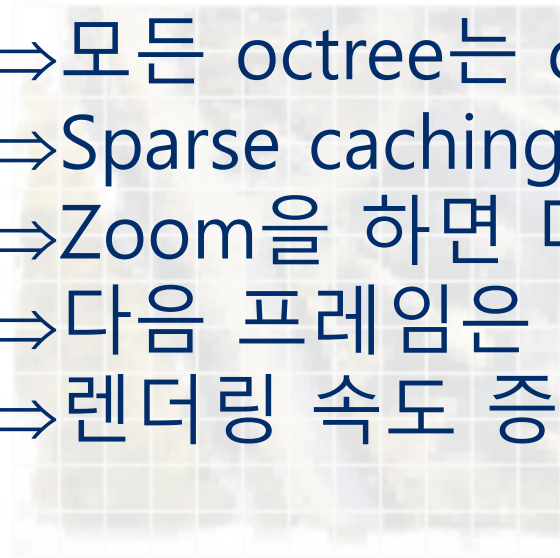 ⇒모든 octree는
⇒Sparse caching
⇒Zoom을 하면
⇒다음 프레임은
⇒렌더링 속도 증